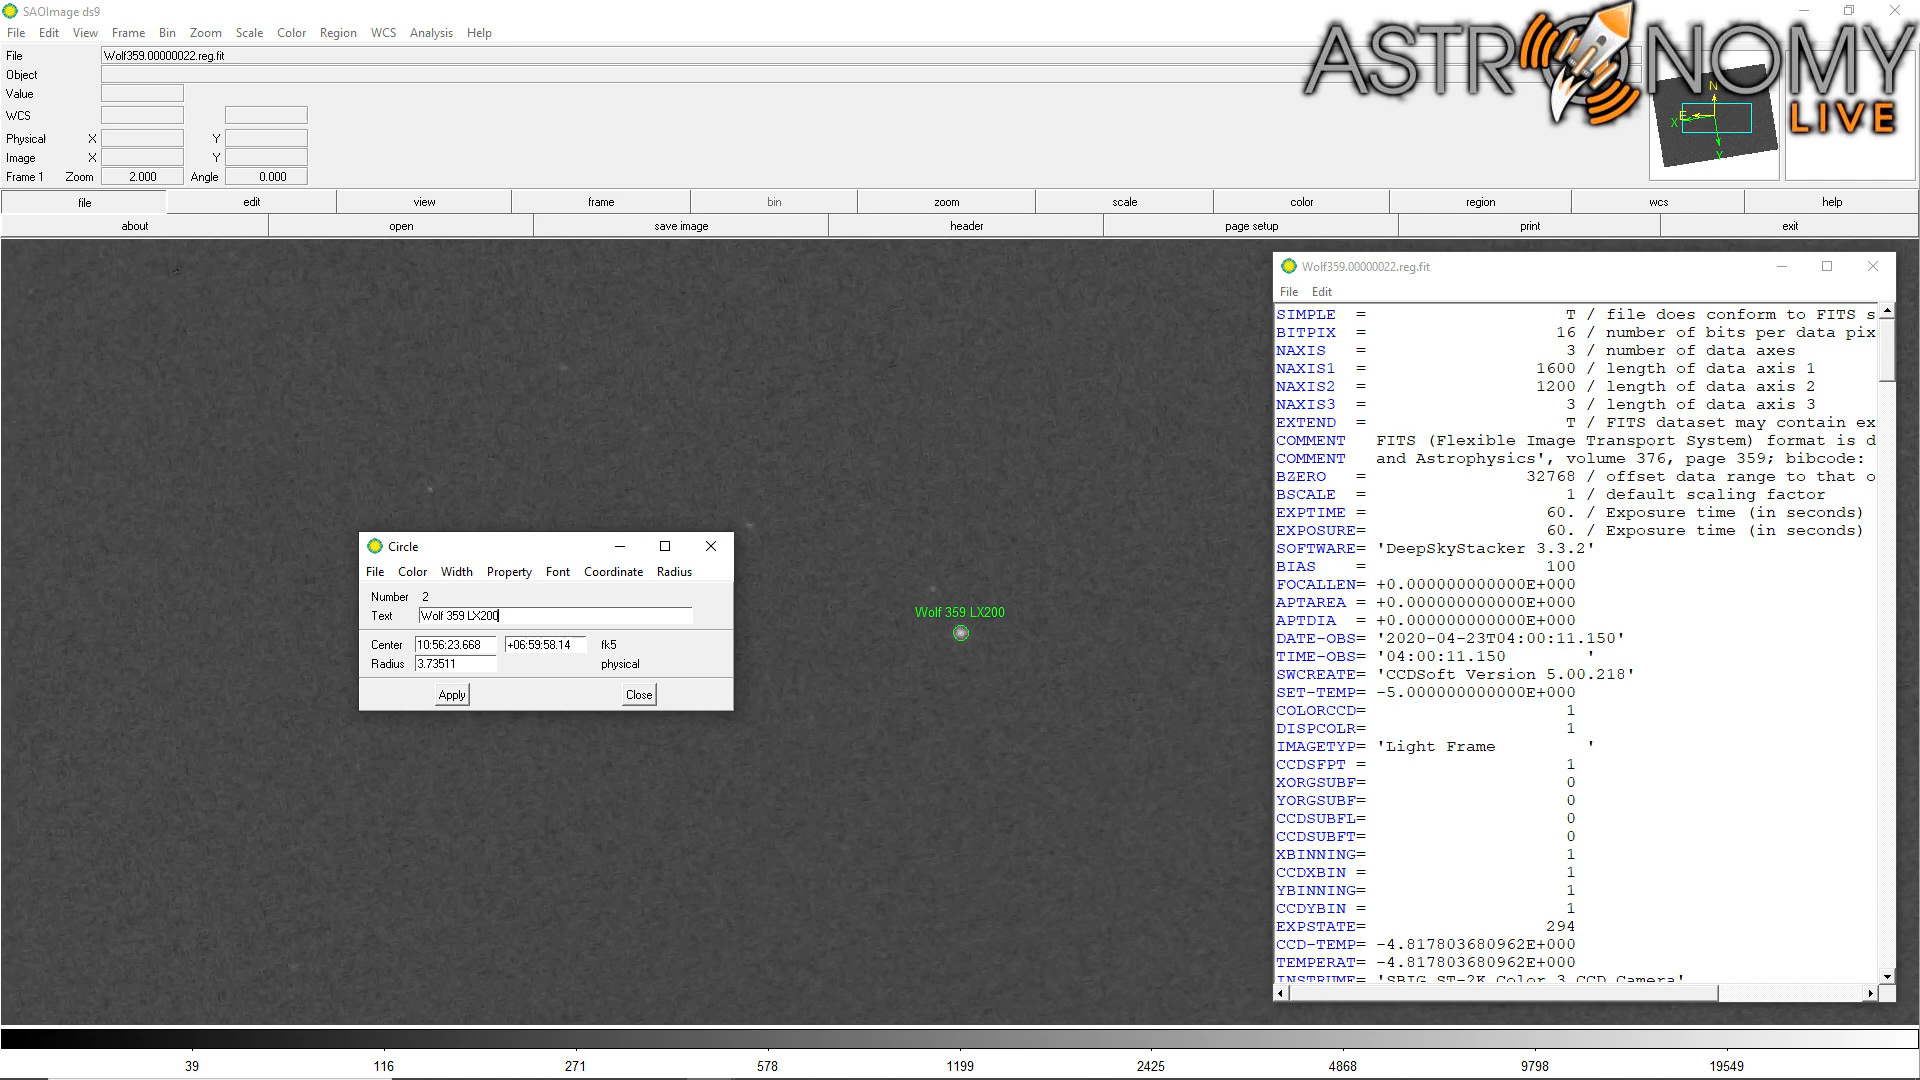 SAOImage ds9
File Edit View Frame Bin Zoom Scale Color Region WCS Analysis Help
ASTRONOMY
LIVE
File Wolf359.00000022.reg.fit
Object
Value
WCS
Physical X Y
Image X Y
Frame 1 Zoom 2.000 Angle 0.000
N
E
X
Y
file edit view frame bin zoom scale color region wcs help
about open save image header page setup print exit
Wolf359.00000022.reg.fit
File Edit
SIMPLE = T / file does conform to FITS s
BITPIX = 16 / number of bits per data pix
NAXIS = 3 / number of data axes
NAXIS1 = 1600 / length of data axis 1
NAXIS2 = 1200 / length of data axis 2
NAXIS3 = 3 / length of data axis 3
EXTEND = T / FITS dataset may contain ex
COMMENT FITS (Flexible Image Transport System) format is d
COMMENT and Astrophysics', volume 376, page 359; bibcode:
BZERO = 32768 / offset data range to that o
BSCALE = 1 / default scaling factor
EXPTIME = 60. / Exposure time (in seconds)
EXPOSURE= 60. / Exposure time (in seconds)
SOFTWARE= 'DeepSkyStacker 3.3.2'
BIAS = 100
FOCALLEN= +0.000000000000E+000
APTAREA = +0.000000000000E+000
APTDIA = +0.000000000000E+000
DATE-OBS= '2020-04-23T04:00:11.150'
TIME-OBS= '04:00:11.150 '
SWCREATE= 'CCDSoft Version 5.00.218'
SET-TEMP= -5.000000000000E+000
COLORCCD= 1
DISPCOLR= 1
IMAGETYP= 'Light Frame '
CCDSFPT = 1
XORGSUBF= 0
YORGSUBF= 0
CCDSUBFL= 0
CCDSUBFT= 0
XBINNING= 1
CCDXBIN = 1
YBINNING= 1
CCDYBIN = 1
EXPSTATE= 294
CCD-TEMP= -4.817803680962E+000
TEMPERAT= -4.817803680962E+000
INSTRUME= 'SBIG ST-2K Color 3 CCD Camera'
Circle
File Color Width Property Font Coordinate Radius
Number 2
Text Wolf 359 LX200
Center 10:56:23.668 +06:59:58.14 fk5
Radius 3.73511 physical
Apply Close
Wolf 359 LX200
39 116 271 578 1199 2425 4868 9798 19549